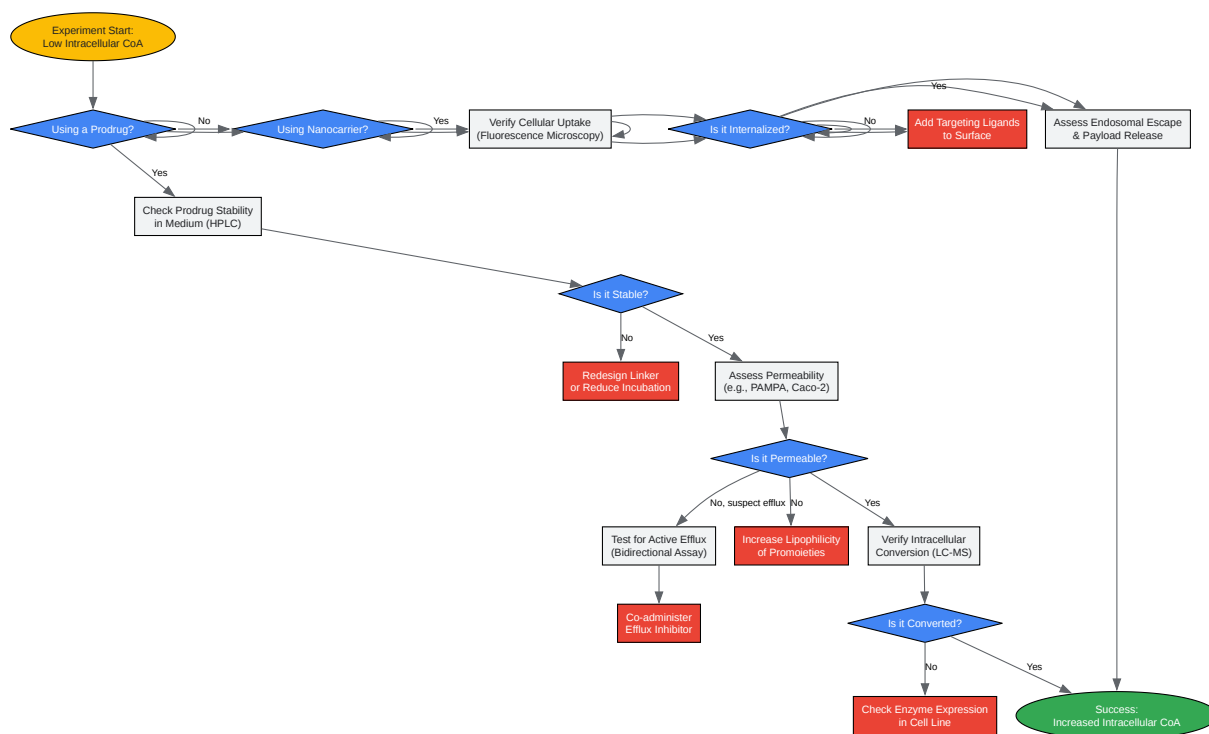 Experiment Start:
Low Intracellular CoA
Using a Prodrug?
No
Using Nanocarrier?
Yes
Verify Cellular Uptake
(Fluorescence Microscopy)
Is it Internalized?
No
Add Targeting Ligands
to Surface
Yes
Assess Endosomal Escape
& Payload Release
Yes
Check Prodrug Stability
in Medium (HPLC)
Is it Stable?
No
Yes
Redesign Linker
or Reduce Incubation
Assess Permeability
(e.g., PAMPA, Caco-2)
Is it Permeable?
No, suspect efflux
No
Yes
Test for Active Efflux
(Bidirectional Assay)
Increase Lipophilicity
of Promoieties
Verify Intracellular
Conversion (LC-MS)
Co-administer
Efflux Inhibitor
Is it Converted?
No
Yes
Check Enzyme Expression
in Cell Line
Success:
Increased Intracellular CoA